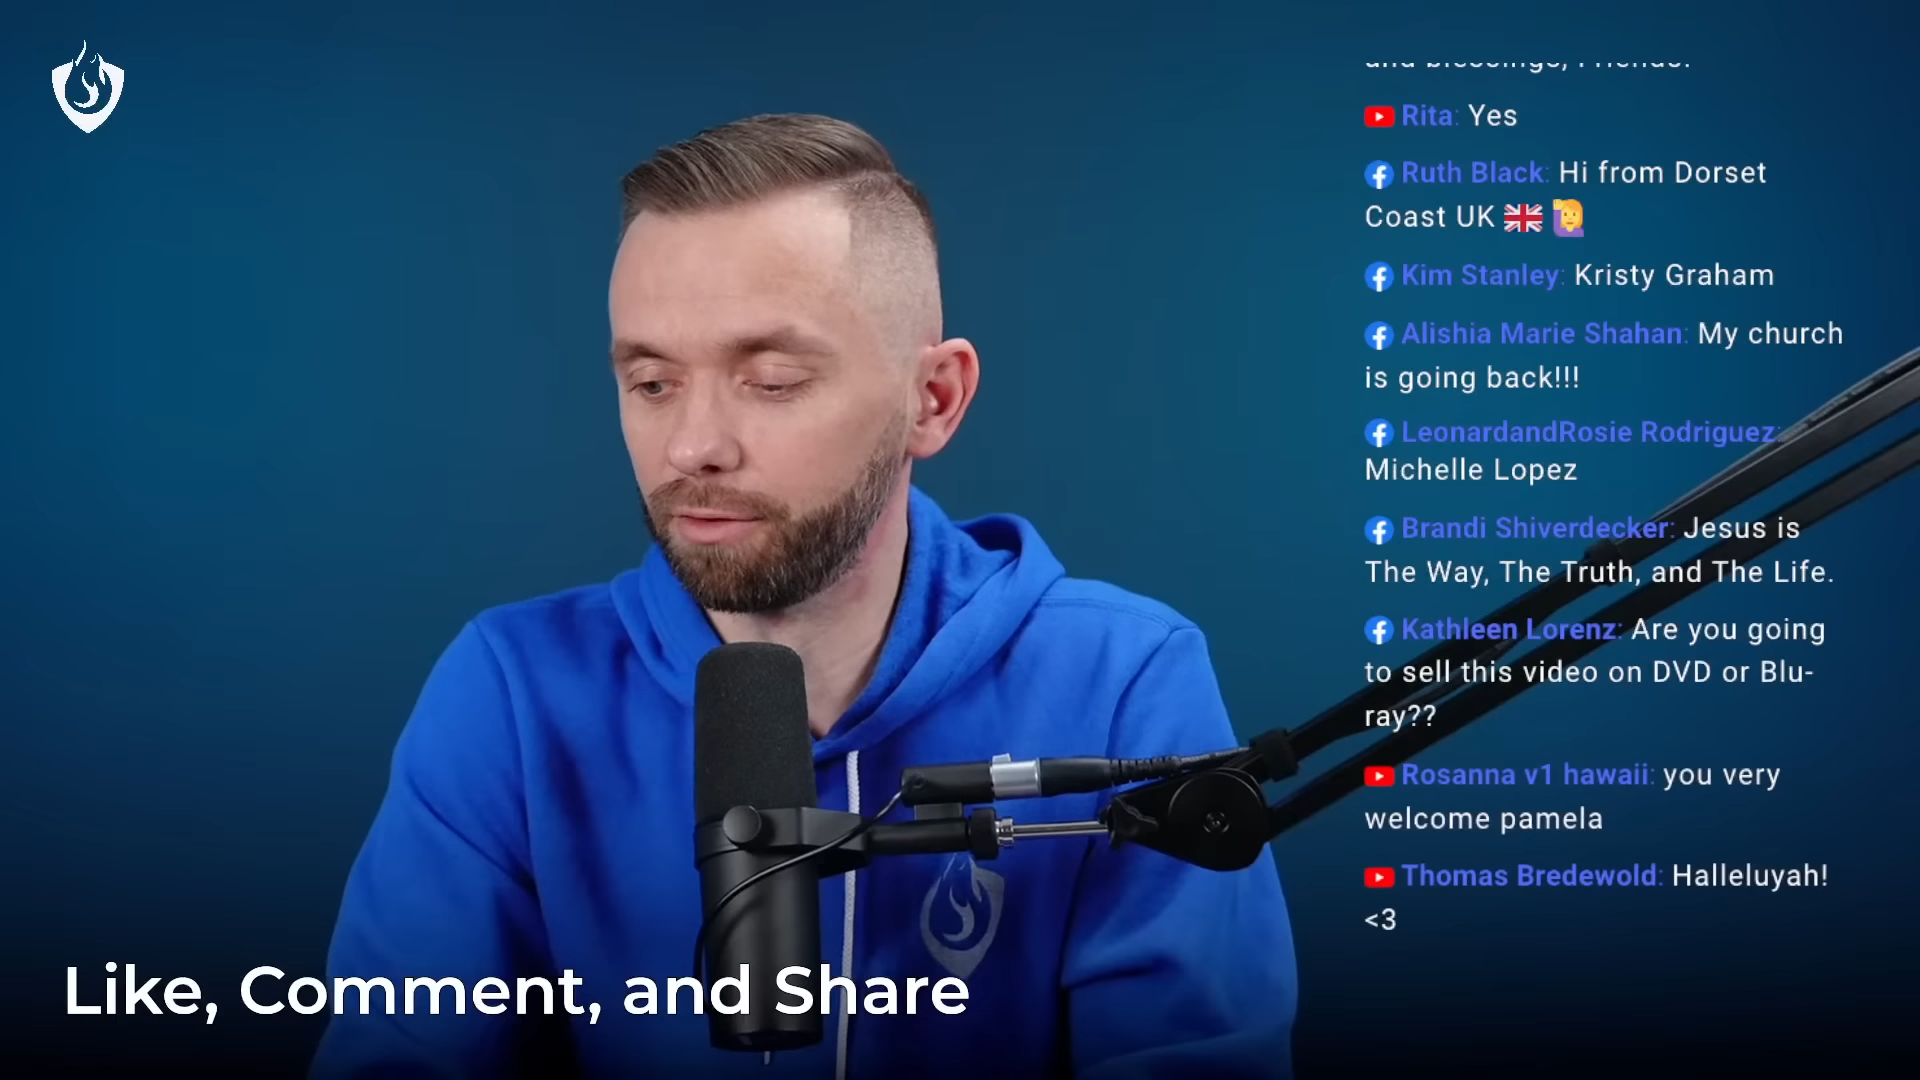 and blessings, Friends!
Rita: Yes
Ruth Black: Hi from Dorset
Coast UK 🇬🇧 🙋‍♀️
Kim Stanley: Kristy Graham
Alishia Marie Shahan: My church
is going back!!!
LeonardandRosie Rodriguez:
Michelle Lopez
Brandi Shiverdecker: Jesus is
The Way, The Truth, and The Life.
Kathleen Lorenz: Are you going
to sell this video on DVD or Blu-
ray??
Rosanna v1 hawaii: you very
welcome pamela
Thomas Bredewold: Halleluyah!
<3
Like, Comment, and Share